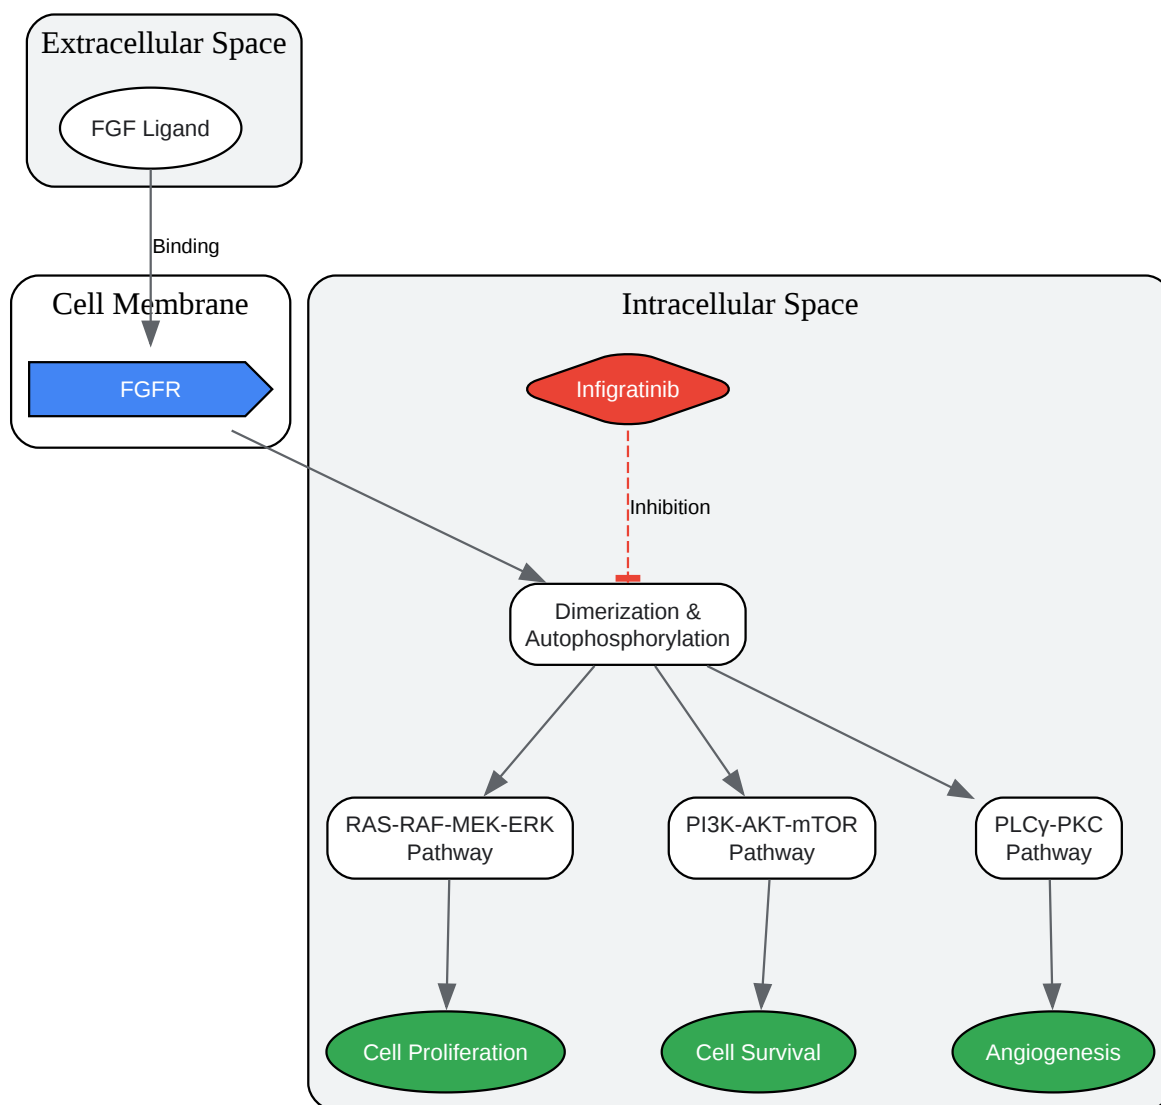 Extracellular Space
FGF Ligand
Binding
Cell Membrane
Intracellular Space
FGFR
Infigratinib
Inhibition
Dimerization &
Autophosphorylation
RAS-RAF-MEK-ERK
Pathway
PI3K-AKT-mTOR
Pathway
PLCγ-PKC
Pathway
Cell Proliferation
Cell Survival
Angiogenesis